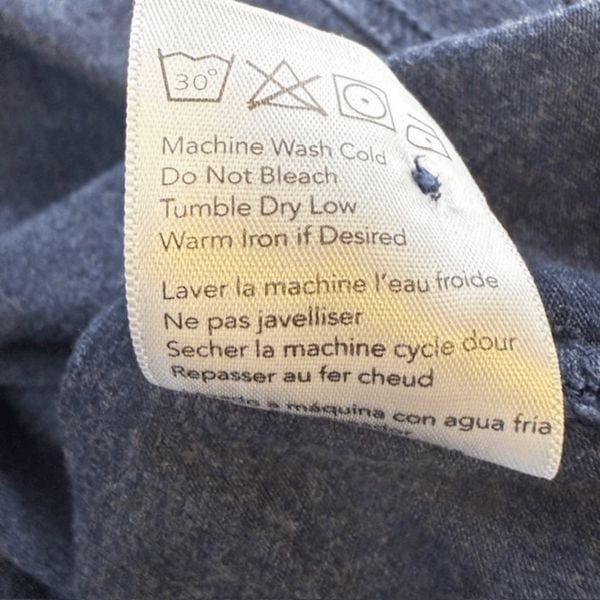 30°
Machine Wash Cold
Do Not Bleach
Tumble Dry Low
Warm Iron if Desired
Laver la machine l'eau froide
Ne pas javelliser
Secher la machine cycle dour
Repasser au fer cheud
a máquina con agua fría